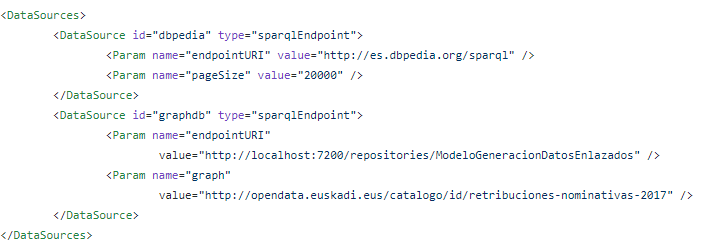 <DataSources>
<DataSource id="dbpedia" type="sparqlEndpoint">
<Param name="endpointURI" value="http://es.dbpedia.org/sparql" />
<Param name="pageSize" value="20000" />
</DataSource>
<DataSource id="graphdb" type="sparqlEndpoint">
<Param name="endpointURI"
value="http://localhost:7200/repositories/ModeloGeneracionDatosEnlazados" />
<Param name="graph"
value="http://opendata.euskadi.eus/catalogo/id/retribuciones-nominativas-2017" />
</DataSource>
</DataSources>